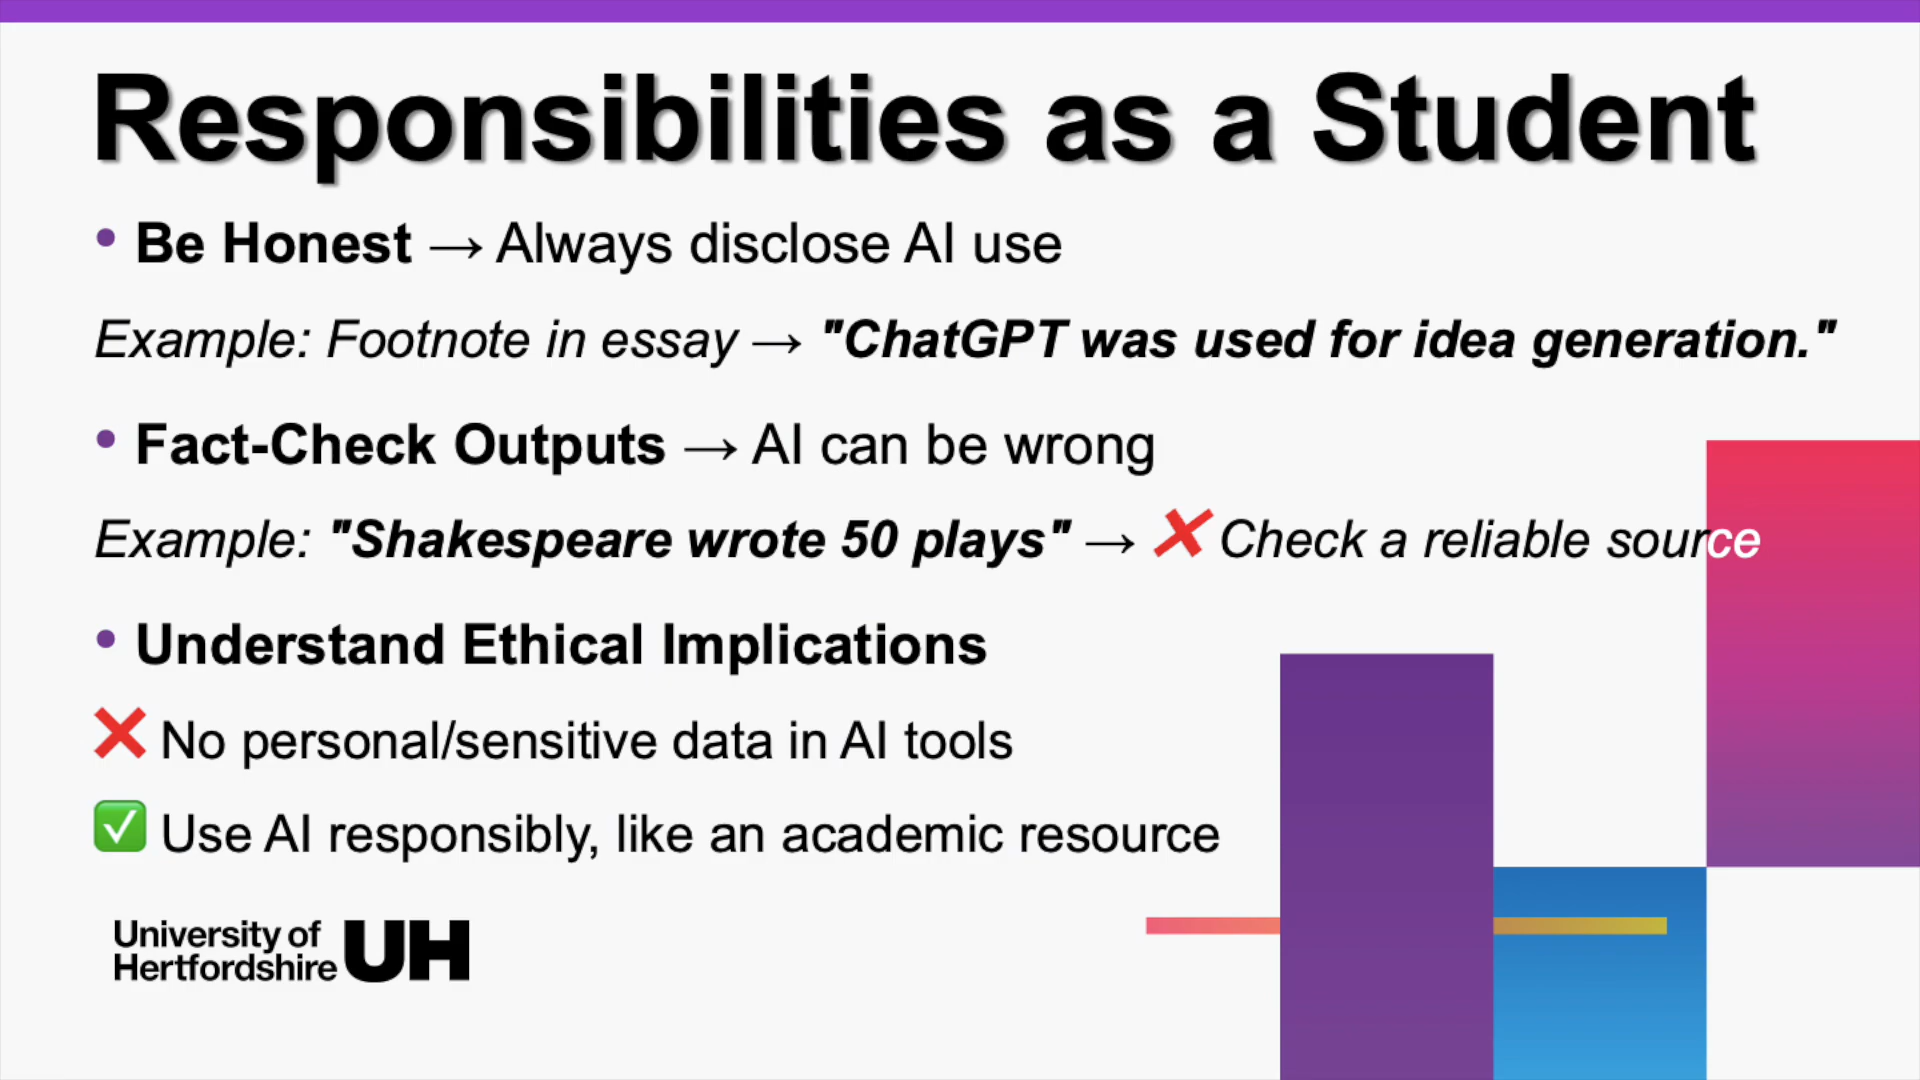 Responsibilities as a Student
• Be Honest → Always disclose AI use
Example: Footnote in essay → "ChatGPT was used for idea generation."
• Fact-Check Outputs → AI can be wrong
Example: "Shakespeare wrote 50 plays" → ❌ Check a reliable source
• Understand Ethical Implications
❌ No personal/sensitive data in AI tools
✅ Use AI responsibly, like an academic resource
University of
Hertfordshire UH